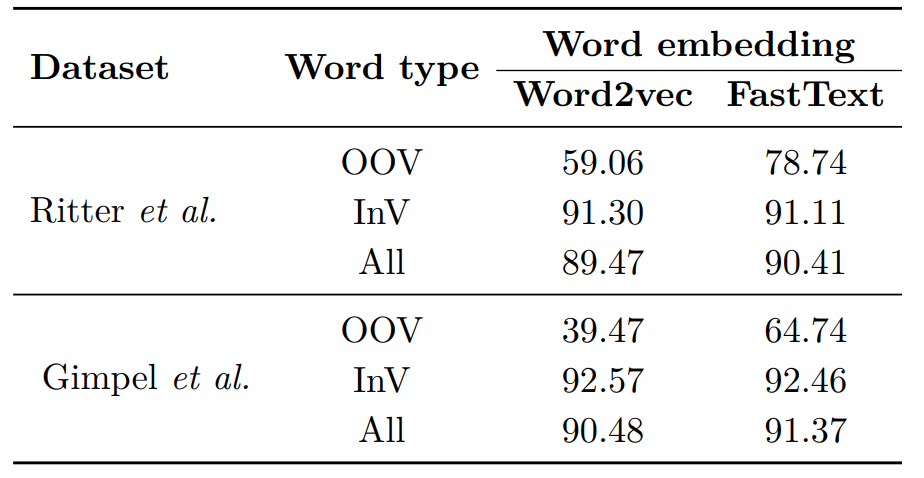 Dataset Word type Word embedding
Word2vec FastText
OOV 59.06 78.74
Ritter et al. InV 91.30 91.11
All 89.47 90.41
OOV 39.47 64.74
Gimpel et al. InV 92.57 92.46
All 90.48 91.37